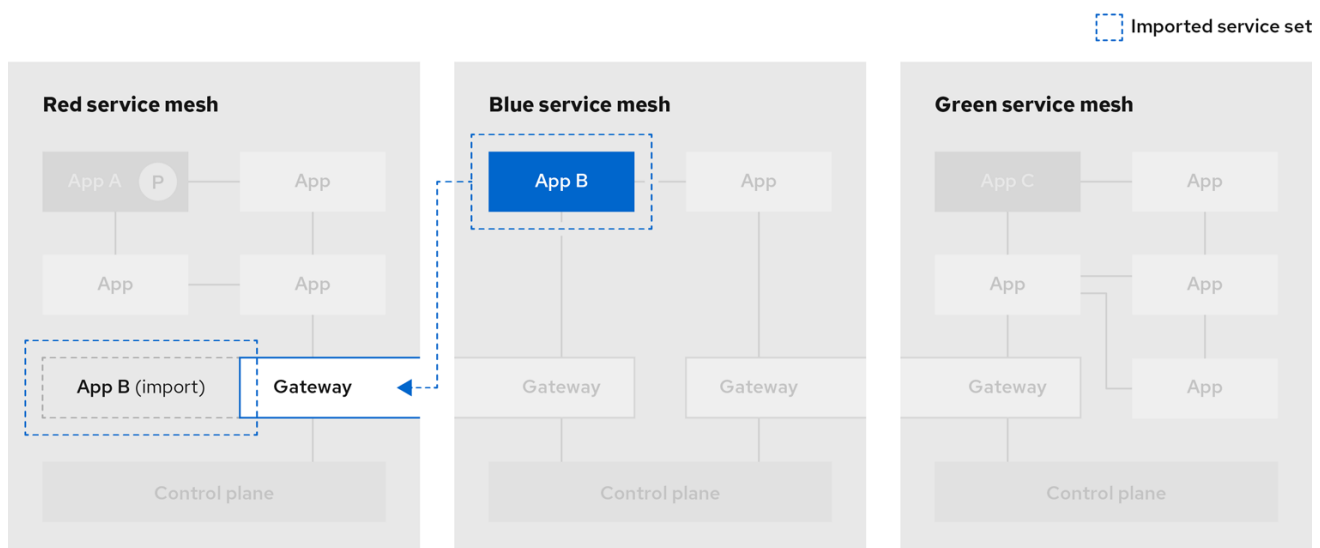 Imported service set
Red service mesh
App A P
App
App
App
App B (import)
Gateway
Control plane
Blue service mesh
App B
App
Gateway
Gateway
Control plane
Green service mesh
App C
App
App
App
Gateway
App
Control plane